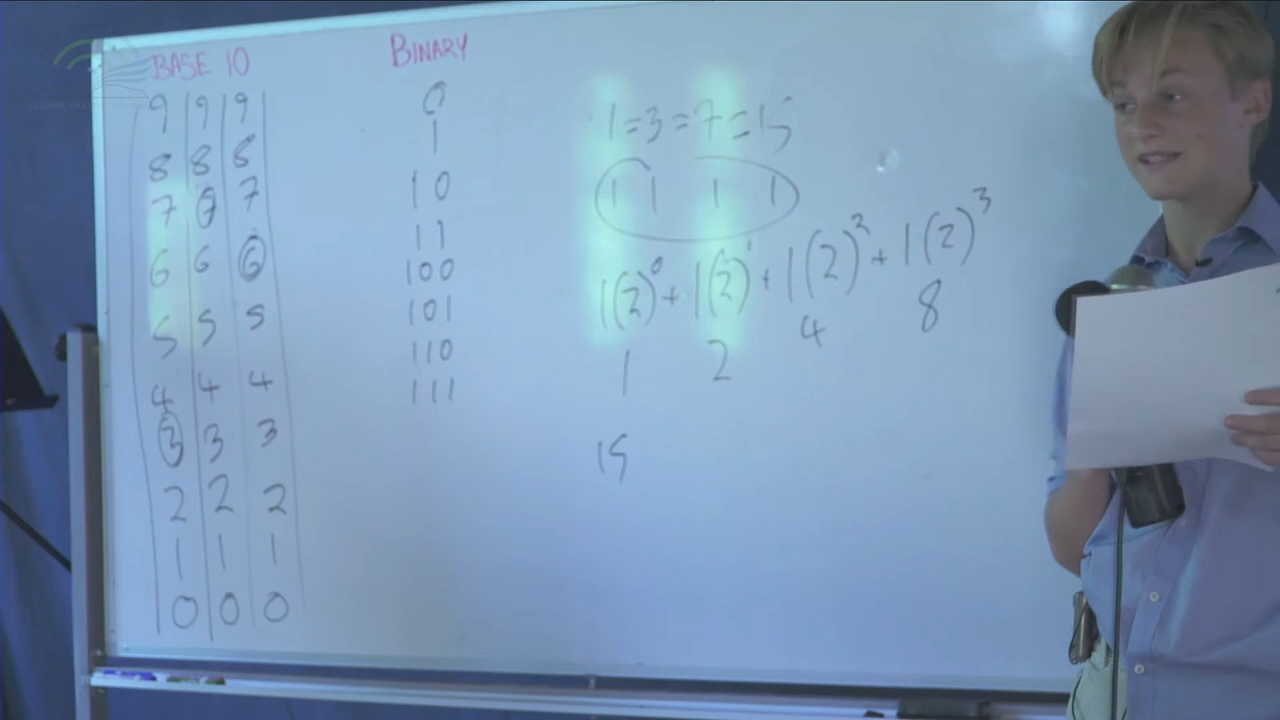 BASE 10
9 9 9
8 8 8
7 7 7
6 6 6
5 5 5
4 4 4
3 3 3
2 2 2
1 1 1
0 0 0
BINARY
0
1
10
11
100
101
110
111
1=3=7=15
1 1 1 1
1(2)⁰+1(2)¹+1(2)²+1(2)³
1 2 4 8
15